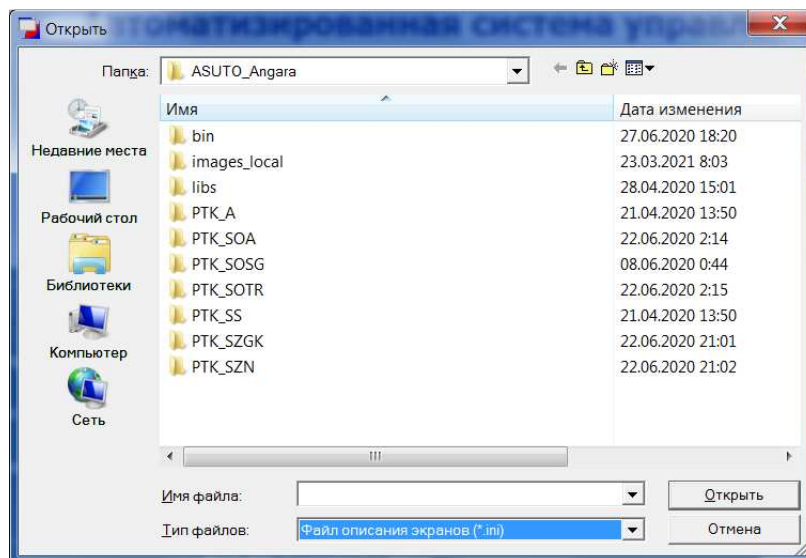 Автоматизированная система управл
Открыть
Папка: ASUTO_Angara
Имя Дата изменения
bin 27.06.2020 18:20
images_local 23.03.2021 8:03
libs 28.04.2020 15:01
PTK_A 21.04.2020 13:50
PTK_SOA 22.06.2020 2:14
PTK_SOSG 08.06.2020 0:44
PTK_SOTR 22.06.2020 2:15
PTK_SS 21.04.2020 13:50
PTK_SZGK 22.06.2020 21:01
PTK_SZN 22.06.2020 21:02
Недавние места
Рабочий стол
Библиотеки
Компьютер
Сеть
Имя файла: Открыть
Тип файлов: Файл описания экранов (*.ini) Отмена